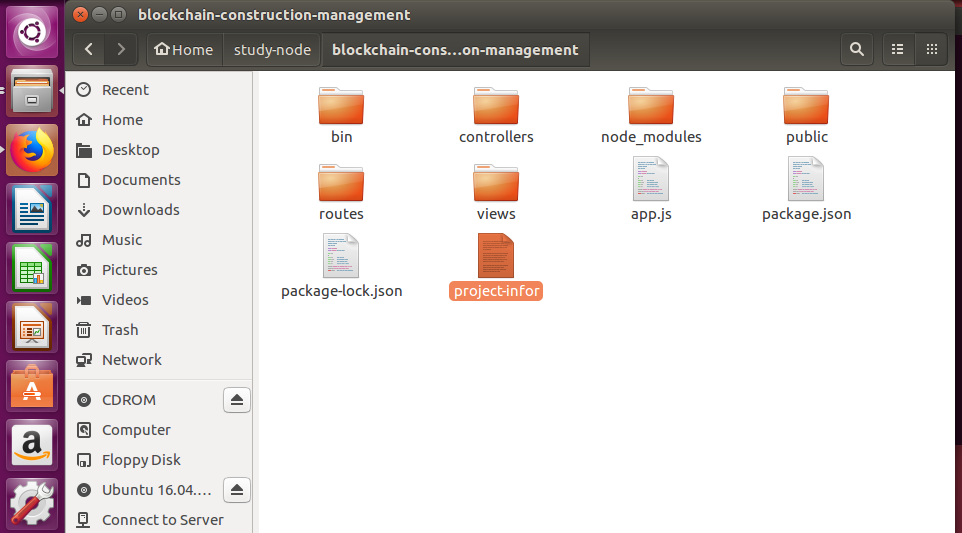 blockchain-construction-management
Home
study-node
blockchain-cons...on-management
Recent
Home
Desktop
Documents
Downloads
Music
Pictures
Videos
Trash
Network
CDROM
Computer
Floppy Disk
Ubuntu 16.04....
Connect to Server
bin
controllers
node_modules
public
routes
views
app.js
package.json
package-lock.json
project-infor